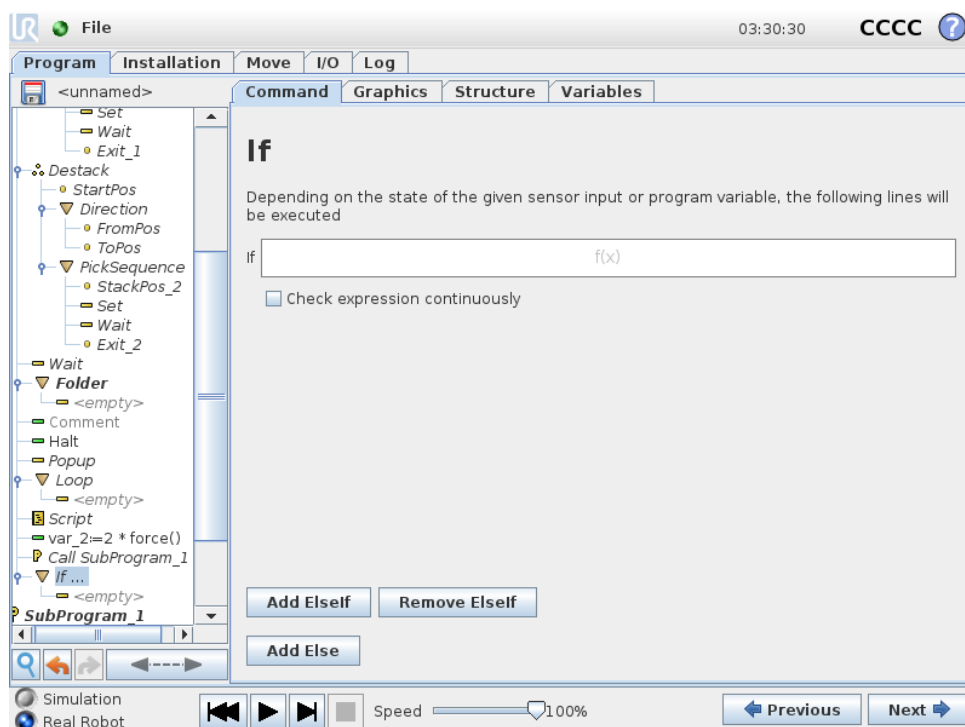 UR File 03:30:30 CCCC ?
Program Installation Move I/O Log
<unnamed> Command Graphics Structure Variables
Set
Wait
Exit_1
Destack
StartPos
Direction
FromPos
ToPos
PickSequence
StackPos_2
Set
Wait
Exit_2
Wait
Folder
<empty>
Comment
Halt
Popup
Loop
<empty>
Script
var_2:=2 * force()
Call SubProgram_1
If ...
<empty>
SubProgram_1
If
Depending on the state of the given sensor input or program variable, the following lines will
be executed
If f(x)
Check expression continuously
Add ElseIf Remove ElseIf
Add Else
Simulation
Real Robot
Speed 100%
Previous Next